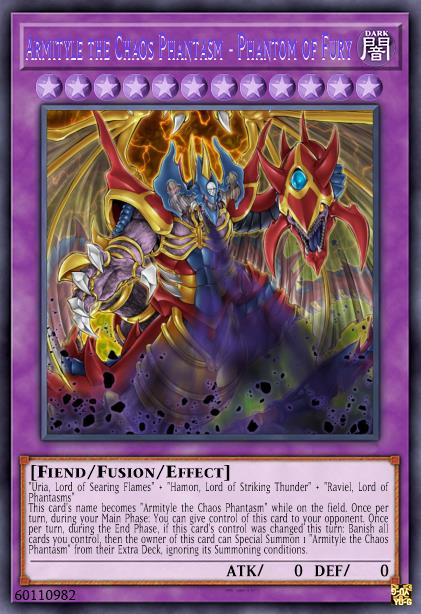 Armityle the Chaos Phantasm - Phantom of Fury
DARK
闇
[Fiend/Fusion/Effect]
"Uria, Lord of Searing Flames" + "Hamon, Lord of Striking Thunder" + "Raviel, Lord of
Phantasms"
This card's name becomes "Armityle the Chaos Phantasm" while on the field. Once per
turn, during your Main Phase: You can give control of this card to your opponent. Once
per turn, during the End Phase, if this card's control was changed this turn: Banish all
cards you control, then the owner of this card can Special Summon 1 "Armityle the Chaos
Phantasm" from their Extra Deck, ignoring its Summoning conditions.
ATK/ 0 DEF/ 0
60110982